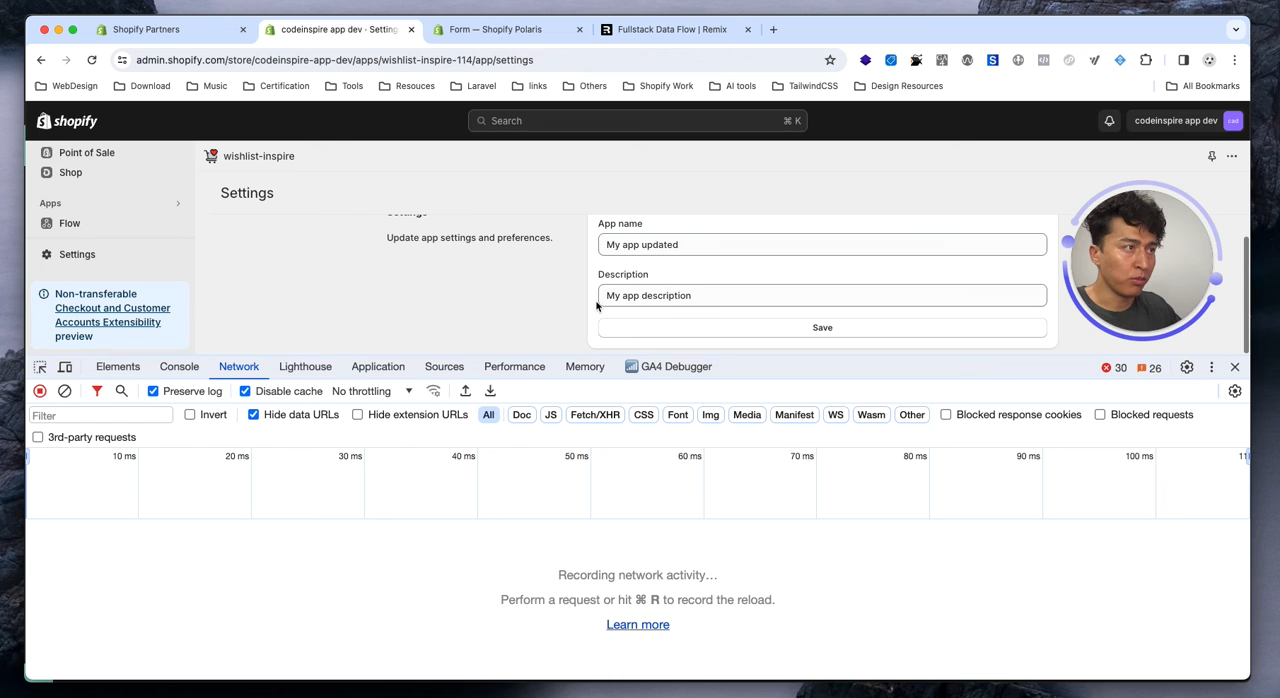 Shopify Partners
codeinspire app dev · Setting
Form — Shopify Polaris
Fullstack Data Flow | Remix
admin.shopify.com/store/codeinspire-app-dev/apps/wishlist-inspire-114/app/settings
WebDesign
Download
Music
Certification
Tools
Resouces
Laravel
links
Others
Shopify Work
AI tools
TailwindCSS
Design Resources
All Bookmarks
shopify
Search
⌘ K
codeinspire app dev
cad
Point of Sale
Shop
Apps
Flow
Settings
Non-transferable
Checkout and Customer
Accounts Extensibility
preview
wishlist-inspire
Settings
Settings
Update app settings and preferences.
App name
My app updated
Description
My app description
Save
Elements
Console
Network
Lighthouse
Application
Sources
Performance
Memory
GA4 Debugger
30
26
Preserve log
Disable cache
No throttling
Filter
Invert
Hide data URLs
Hide extension URLs
All
Doc
JS
Fetch/XHR
CSS
Font
Img
Media
Manifest
WS
Wasm
Other
Blocked response cookies
Blocked requests
3rd-party requests
10 ms
20 ms
30 ms
40 ms
50 ms
60 ms
70 ms
80 ms
90 ms
100 ms
11
Recording network activity…
Perform a request or hit ⌘ R to record the reload.
Learn more